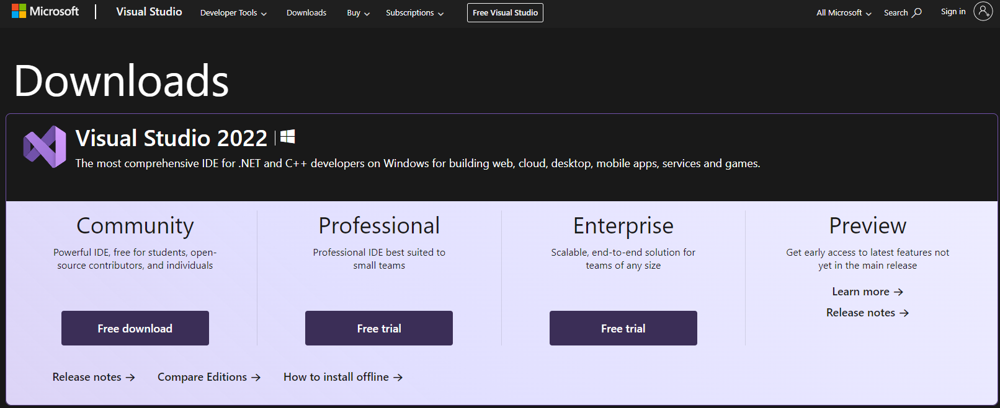 Microsoft
Visual Studio
Developer Tools
Downloads
Buy
Subscriptions
Free Visual Studio
All Microsoft
Search
Sign in
Downloads
Visual Studio 2022
The most comprehensive IDE for .NET and C++ developers on Windows for building web, cloud, desktop, mobile apps, services and games.
Community
Powerful IDE, free for students, open-
source contributors, and individuals
Free download
Professional
Professional IDE best suited to
small teams
Free trial
Enterprise
Scalable, end-to-end solution for
teams of any size
Free trial
Preview
Get early access to latest features not
yet in the main release
Learn more →
Release notes →
Release notes →
Compare Editions →
How to install offline →